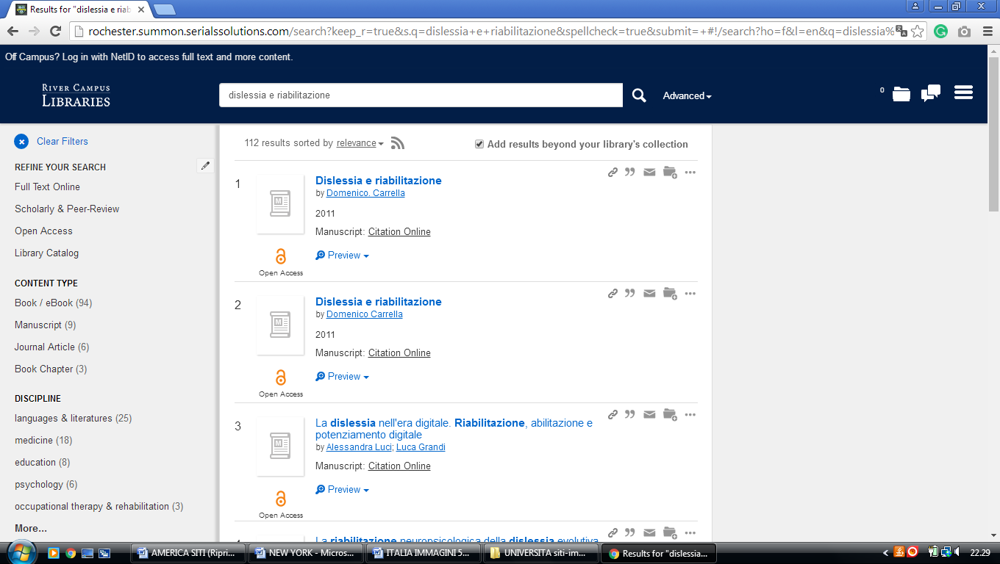 Results for "dislessia e riab
rochester.summon.serialssolutions.com/search?keep_r=true&s.q=dislessia+e+riabilitazione&spellcheck=true&submit=+#!/search?ho=f&l=en&q=dislessia%
Off Campus? Log in with NetID to access full text and more content.
RIVER CAMPUS
LIBRARIES
dislessia e riabilitazione
Advanced
0
Clear Filters
REFINE YOUR SEARCH
Full Text Online
Scholarly & Peer-Review
Open Access
Library Catalog
CONTENT TYPE
Book / eBook (94)
Manuscript (9)
Journal Article (6)
Book Chapter (3)
DISCIPLINE
languages & literatures (25)
medicine (18)
education (8)
psychology (6)
occupational therapy & rehabilitation (3)
More...
112 results sorted by relevance
Add results beyond your library's collection
1
Dislessia e riabilitazione
by Domenico. Carrella
2011
Manuscript: Citation Online
Preview
Open Access
2
Dislessia e riabilitazione
by Domenico Carrella
2011
Manuscript: Citation Online
Preview
Open Access
3
La dislessia nell'era digitale. Riabilitazione, abilitazione e
potenziamento digitale
by Alessandra Luci; Luca Grandi
Manuscript: Citation Online
Preview
Open Access
La riabilitazione neuropsicologica della dislessia evolutiva
AMERICA SITI (Ripri...
NEW YORK - Micros...
ITALIA IMMAGINI 5...
UNIVERSITA siti-im...
Results for "dislessia...
22.29